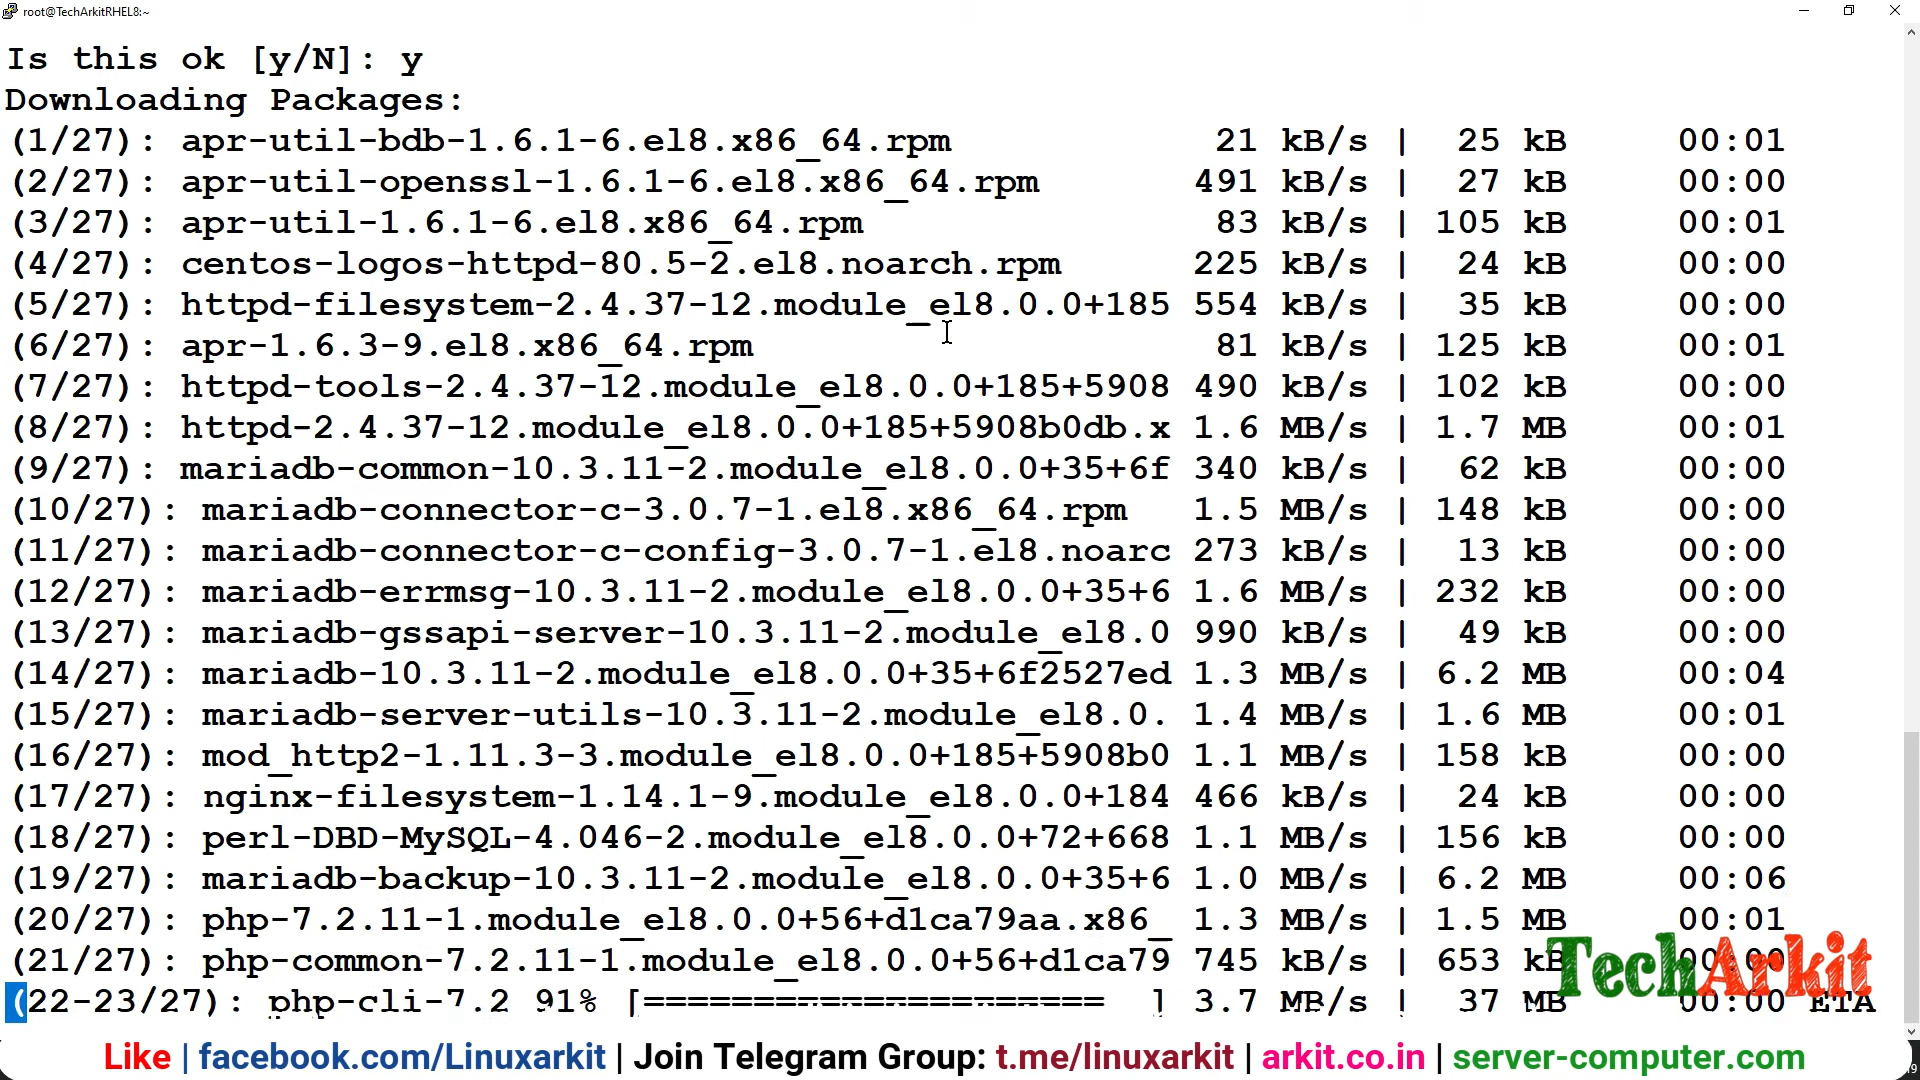 root@TechArkitRHEL8:~
Is this ok [y/N]: y
Downloading Packages:
(1/27): apr-util-bdb-1.6.1-6.el8.x86_64.rpm 21 kB/s | 25 kB 00:01
(2/27): apr-util-openssl-1.6.1-6.el8.x86_64.rpm 491 kB/s | 27 kB 00:00
(3/27): apr-util-1.6.1-6.el8.x86_64.rpm 83 kB/s | 105 kB 00:01
(4/27): centos-logos-httpd-80.5-2.el8.noarch.rpm 225 kB/s | 24 kB 00:00
(5/27): httpd-filesystem-2.4.37-12.module_el8.0.0+185 554 kB/s | 35 kB 00:00
(6/27): apr-1.6.3-9.el8.x86_64.rpm 81 kB/s | 125 kB 00:01
(7/27): httpd-tools-2.4.37-12.module_el8.0.0+185+5908 490 kB/s | 102 kB 00:00
(8/27): httpd-2.4.37-12.module_el8.0.0+185+5908b0db.x 1.6 MB/s | 1.7 MB 00:01
(9/27): mariadb-common-10.3.11-2.module_el8.0.0+35+6f 340 kB/s | 62 kB 00:00
(10/27): mariadb-connector-c-3.0.7-1.el8.x86_64.rpm 1.5 MB/s | 148 kB 00:00
(11/27): mariadb-connector-c-config-3.0.7-1.el8.noarc 273 kB/s | 13 kB 00:00
(12/27): mariadb-errmsg-10.3.11-2.module_el8.0.0+35+6 1.6 MB/s | 232 kB 00:00
(13/27): mariadb-gssapi-server-10.3.11-2.module_el8.0 990 kB/s | 49 kB 00:00
(14/27): mariadb-10.3.11-2.module_el8.0.0+35+6f2527ed 1.3 MB/s | 6.2 MB 00:04
(15/27): mariadb-server-utils-10.3.11-2.module_el8.0. 1.4 MB/s | 1.6 MB 00:01
(16/27): mod_http2-1.11.3-3.module_el8.0.0+185+5908b0 1.1 MB/s | 158 kB 00:00
(17/27): nginx-filesystem-1.14.1-9.module_el8.0.0+184 466 kB/s | 24 kB 00:00
(18/27): perl-DBD-MySQL-4.046-2.module_el8.0.0+72+668 1.1 MB/s | 156 kB 00:00
(19/27): mariadb-backup-10.3.11-2.module_el8.0.0+35+6 1.0 MB/s | 6.2 MB 00:06
(20/27): php-7.2.11-1.module_el8.0.0+56+d1ca79aa.x86_ 1.3 MB/s | 1.5 MB 00:01
(21/27): php-common-7.2.11-1.module_el8.0.0+56+d1ca79 745 kB/s | 653 kB 00:00
TechArkit
(22-23/27): php-cli-7.2 91% [===================== ] 3.7 MB/s | 37 MB 00:00 ETA
Like | facebook.com/Linuxarkit | Join Telegram Group: t.me/linuxarkit | arkit.co.in | server-computer.com